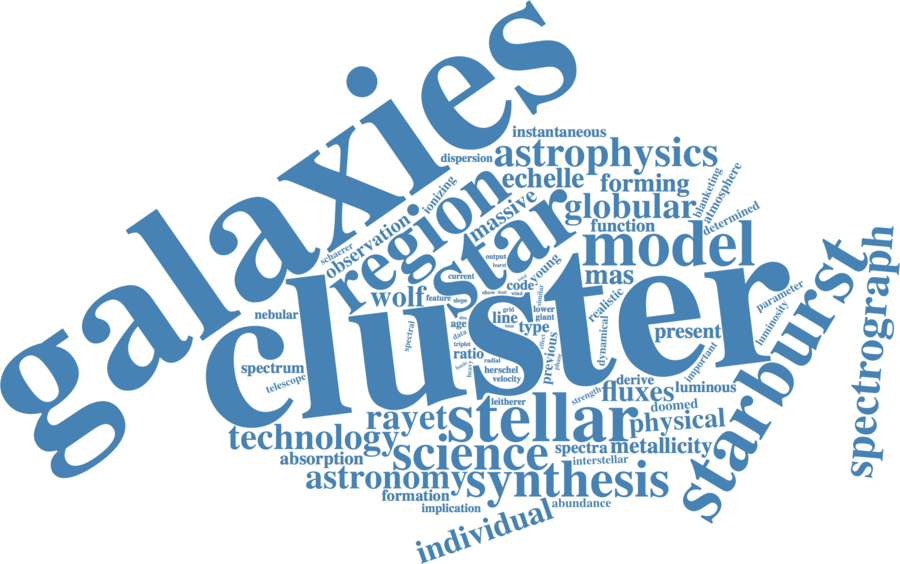 galaxies
instantaneous
dispersion
astrophysics
echelle
forming
blanketing
atmosphere
ionizing
region
massive
globular
determined
schaerer
observation
star
function
model
output
burst
young
current
mas
code
wolf
feature
slope
show
wind
similar
realistic
parameter
luminosity
starburst
spectrograph
cluster
nebular
spectral
age
data
grid
line
lower
giant
type
effect
dynamical
present
triplet
ratio
radial
previous
important
heavy
herschel
velocity
spectrum
telescope
strength
derive
fluxes
luminous
leitherer
doomed
rayet
stellar
physical
technology
science
spectra
metallicity
absorption
interstellar
astronomy
synthesis
formation
abundance
implication
individual